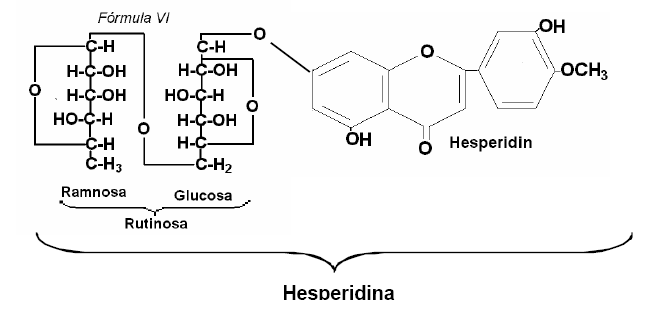 Fórmula VI
C-H
H-C-OH
H-C-OH
HO-C-H
C-H
C-H₃
O
O
C-H
H-C-OH
HO-C-H
H-C-OH
H-C
C-H₂
O
O
O
OH
OCH₃
OH
O
Hesperidin
Ramnosa
Glucosa
Rutinosa
Hesperidina